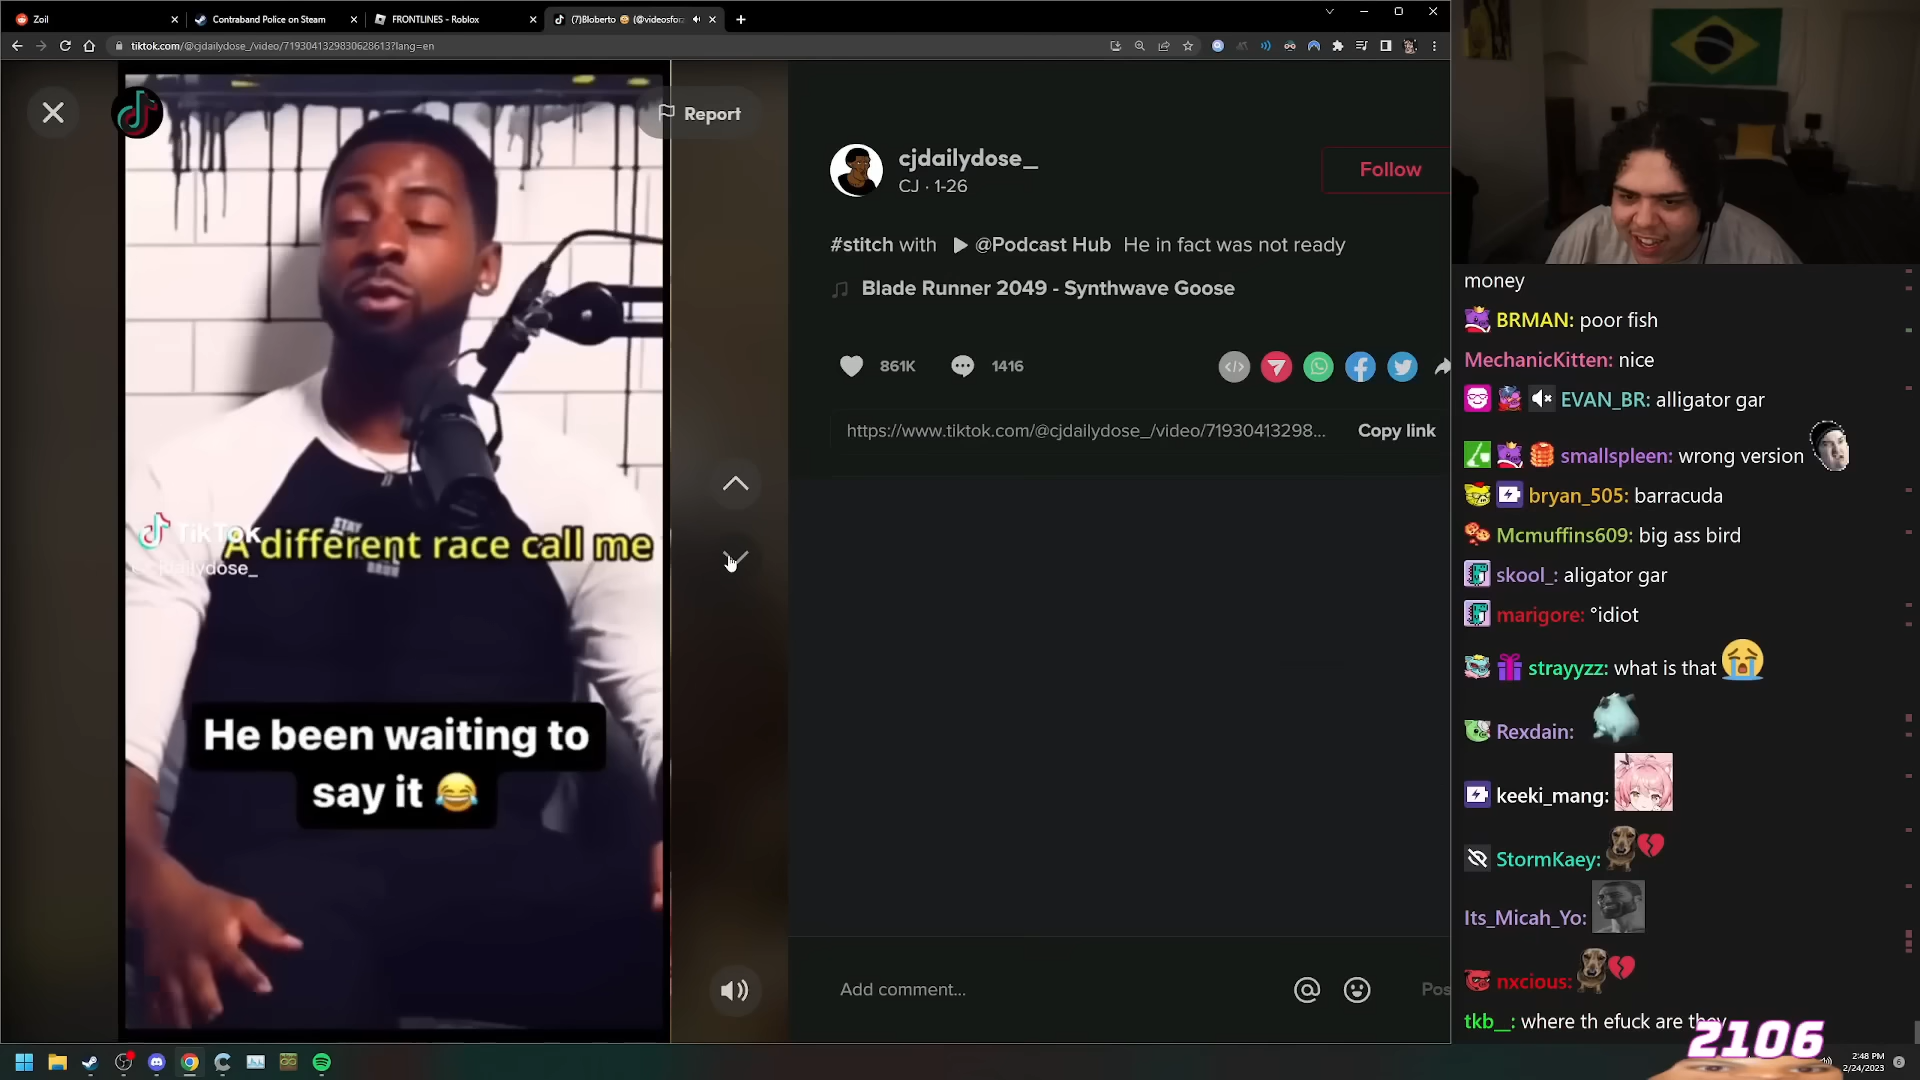 Zoil
Contraband Police on Steam
FRONTLINES - Roblox
(7)Bloberto 😳 (@videosforz
tiktok.com/@cjdailydose_/video/7193041329830628613?lang=en
Report
cjdailydose_
CJ · 1-26
Follow
#stitch with @Podcast Hub He in fact was not ready
Blade Runner 2049 - Synthwave Goose
861K
1416
https://www.tiktok.com/@cjdailydose_/video/71930413298...
Copy link
STAY
TikTok
A different race call me
He been waiting to
say it 😂
Add comment...
Pos
money
BRMAN: poor fish
MechanicKitten: nice
EVAN_BR: alligator gar
smallspleen: wrong version
bryan_505: barracuda
Mcmuffins609: big ass bird
skool_: aligator gar
marigore: °idiot
strayyzz: what is that 😭
Rexdain:
keeki_mang:
StormKaey:
Its_Micah_Yo:
nxcious:
tkb__: where th efuck are they
2106
2:48 PM
2/24/2023